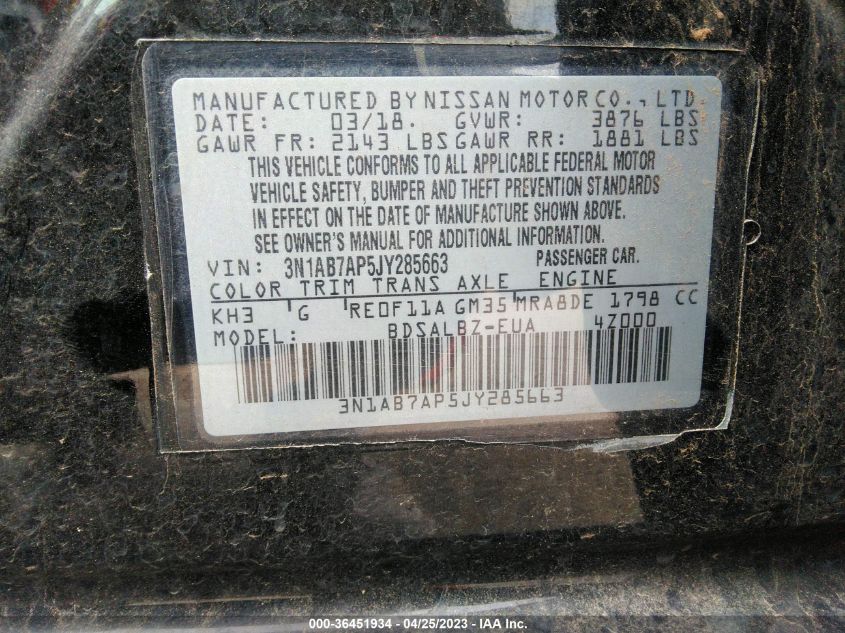 MANUFACTURED BY NISSAN MOTOR CO., LTD.
DATE: 03/18. GVWR: 3876 LBS
GAWR FR: 2143 LBS GAWR RR: 1881 LBS
THIS VEHICLE CONFORMS TO ALL APPLICABLE FEDERAL MOTOR
VEHICLE SAFETY, BUMPER AND THEFT PREVENTION STANDARDS
IN EFFECT ON THE DATE OF MANUFACTURE SHOWN ABOVE.
SEE OWNER'S MANUAL FOR ADDITIONAL INFORMATION.
VIN: 3N1AB7AP5JY285663 PASSENGER CAR.
COLOR TRIM TRANS AXLE ENGINE
KH3 G RE0F11A GM35 MRA8DE 1798 CC
MODEL: BDSALBZ-EUA 4Z000
3N1AB7AP5JY285663
000-36451934 - 04/25/2023 - IAA Inc.